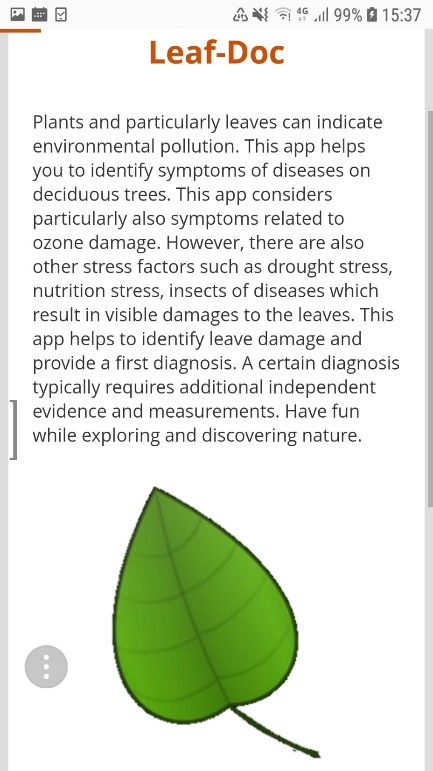 4G 99% 15:37
Leaf-Doc
Plants and particularly leaves can indicate
environmental pollution. This app helps
you to identify symptoms of diseases on
deciduous trees. This app considers
particularly also symptoms related to
ozone damage. However, there are also
other stress factors such as drought stress,
nutrition stress, insects of diseases which
result in visible damages to the leaves. This
app helps to identify leave damage and
provide a first diagnosis. A certain diagnosis
typically requires additional independent
evidence and measurements. Have fun
while exploring and discovering nature.